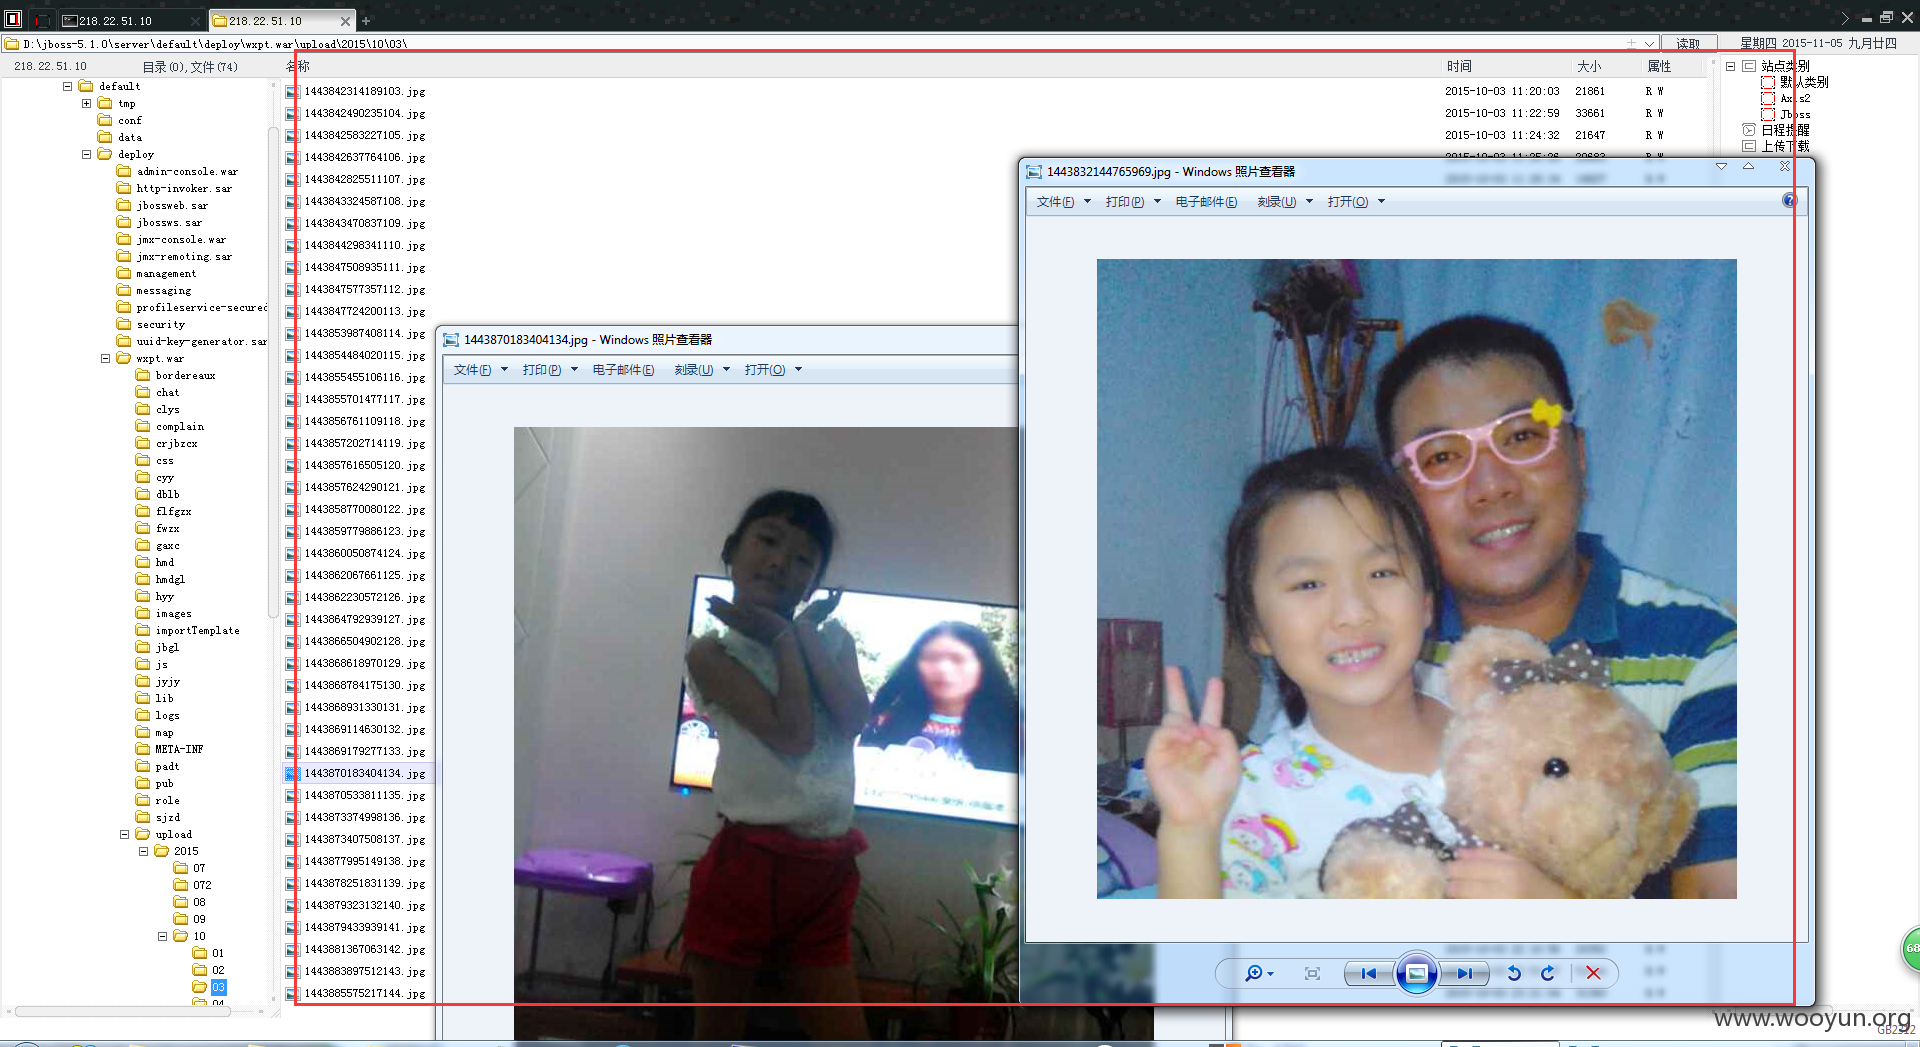 218.22.51.10
218.22.51.10
D:\jboss-5.1.0\server\default\deploy\wxpt.war\upload\2015\10\03\
读取
星期四 2015-11-05 九月廿四
218.22.51.10
目录(0),文件(74)
名称
时间
大小
属性
default
tmp
conf
data
deploy
admin-console.war
http-invoker.sar
jbossweb.sar
jbossws.sar
jmx-console.war
jmx-remoting.sar
management
messaging
profileservice-secured
security
uuid-key-generator.sar
wxpt.war
bordereaux
chat
clys
complain
crjbzcx
css
cyy
dblb
flfgzx
fwzx
gaxc
hmd
hmdgl
hyy
images
importTemplate
jbgl
js
jyjy
lib
logs
map
META-INF
padt
pub
role
sjzd
upload
2015
07
072
08
09
10
01
02
03
04
1443842314189103.jpg 2015-10-03 11:20:03 21861 R W
1443842490235104.jpg 2015-10-03 11:22:59 33661 R W
1443842583227105.jpg 2015-10-03 11:24:32 21647 R W
1443842637764106.jpg
1443842825511107.jpg
1443843324587108.jpg
1443843470837109.jpg
1443844298341110.jpg
1443847508935111.jpg
1443847577357112.jpg
1443847724200113.jpg
1443853987408114.jpg
1443854484020115.jpg
1443855455106116.jpg
1443855701477117.jpg
1443856761109118.jpg
1443857202714119.jpg
1443857616505120.jpg
1443857624290121.jpg
1443858770080122.jpg
1443859779886123.jpg
1443860050874124.jpg
1443862067661125.jpg
1443862230572126.jpg
1443864792939127.jpg
1443866504902128.jpg
1443868618970129.jpg
1443868784175130.jpg
1443868931330131.jpg
1443869114630132.jpg
1443869179277133.jpg
1443870183404134.jpg
1443870533811135.jpg
1443873374998136.jpg
1443873407508137.jpg
1443877995149138.jpg
1443878251831139.jpg
1443879323132140.jpg
1443879433939141.jpg
1443881367063142.jpg
1443883897512143.jpg
1443885575217144.jpg
1443870183404134.jpg - Windows 照片查看器
文件(F) 打印(P) 电子邮件(E) 刻录(U) 打开(O)
1443832144765969.jpg - Windows 照片查看器
文件(F) 打印(P) 电子邮件(E) 刻录(U) 打开(O)
站点类别
默认类别
Axis2
Jboss
日程提醒
上传下载
68
www.wooyun.org
GB2312